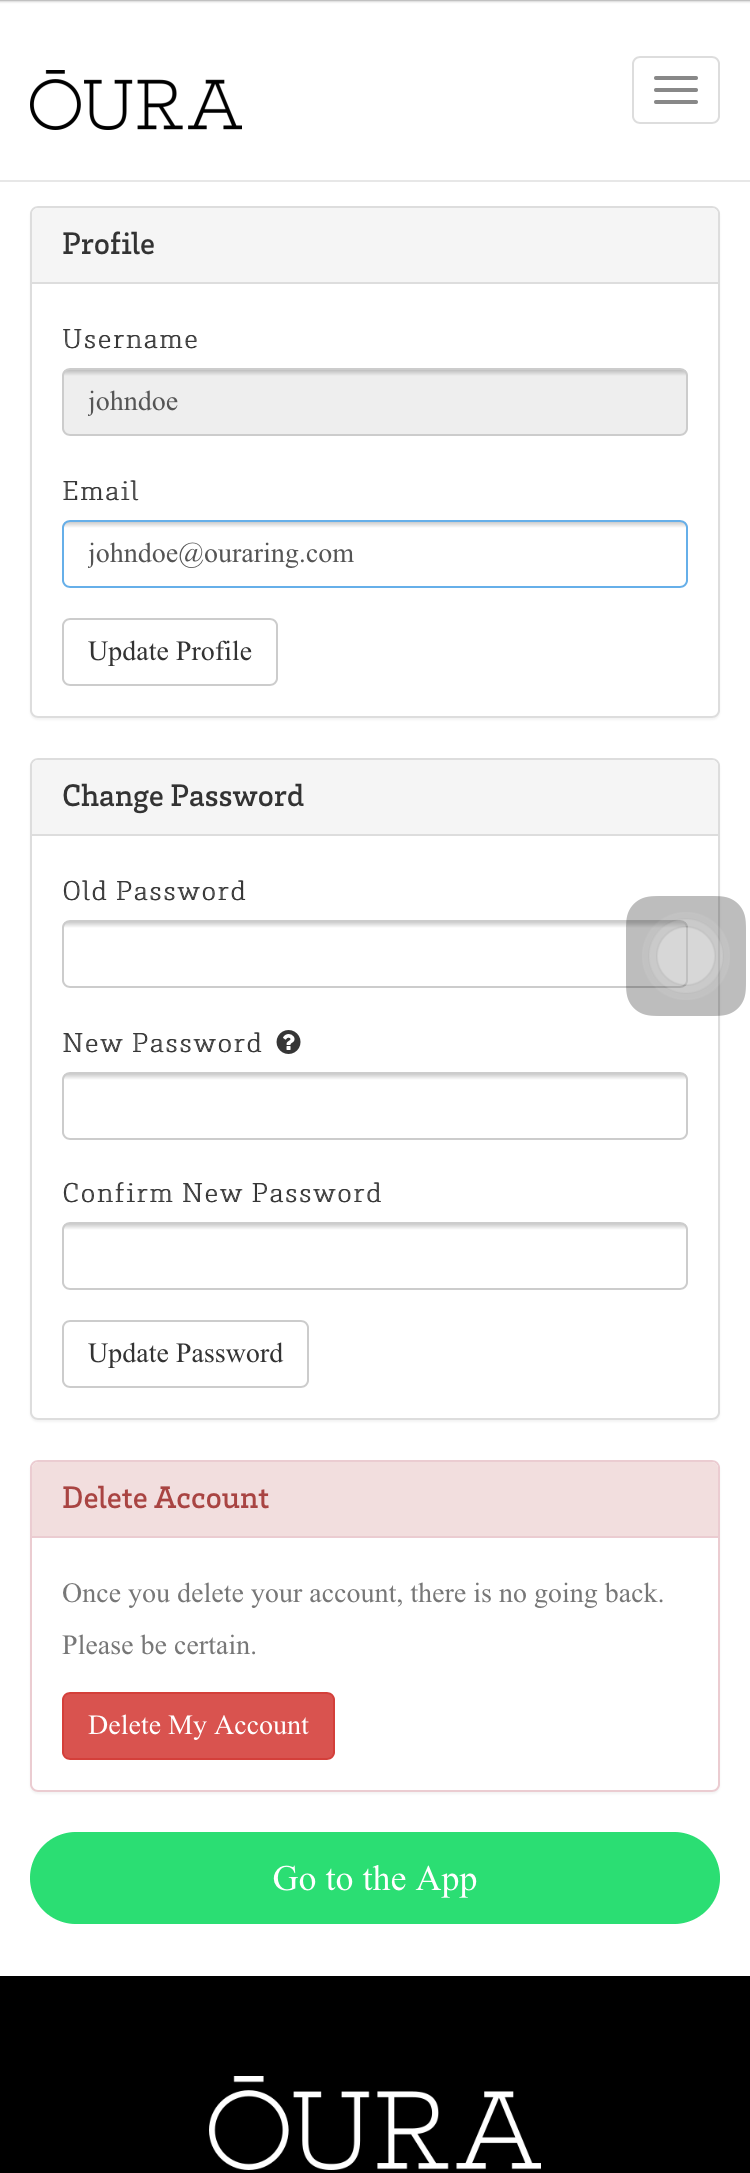 ŌURA
Profile
Username
johndoe
Email
johndoe@ouraring.com
Update Profile
Change Password
Old Password
New Password ?
Confirm New Password
Update Password
Delete Account
Once you delete your account, there is no going back.
Please be certain.
Delete My Account
Go to the App
ŌURA